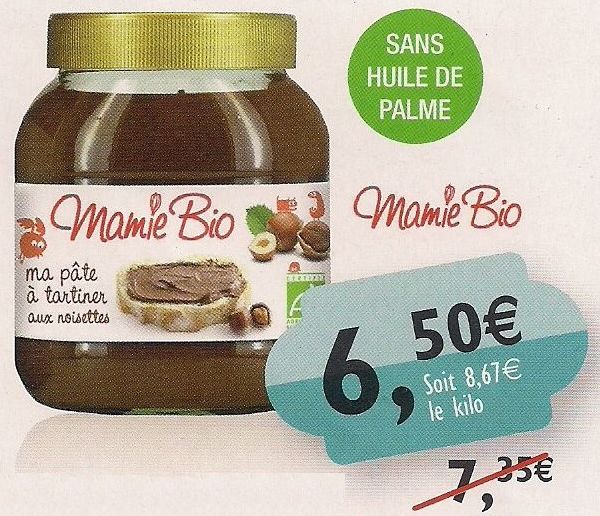 SANS
HUILE DE
PALME
Mamie Bio
ma pâte
à tartiner
aux noisettes
Mamie Bio
6,50€
Soit 8,67€
le kilo
7,35€